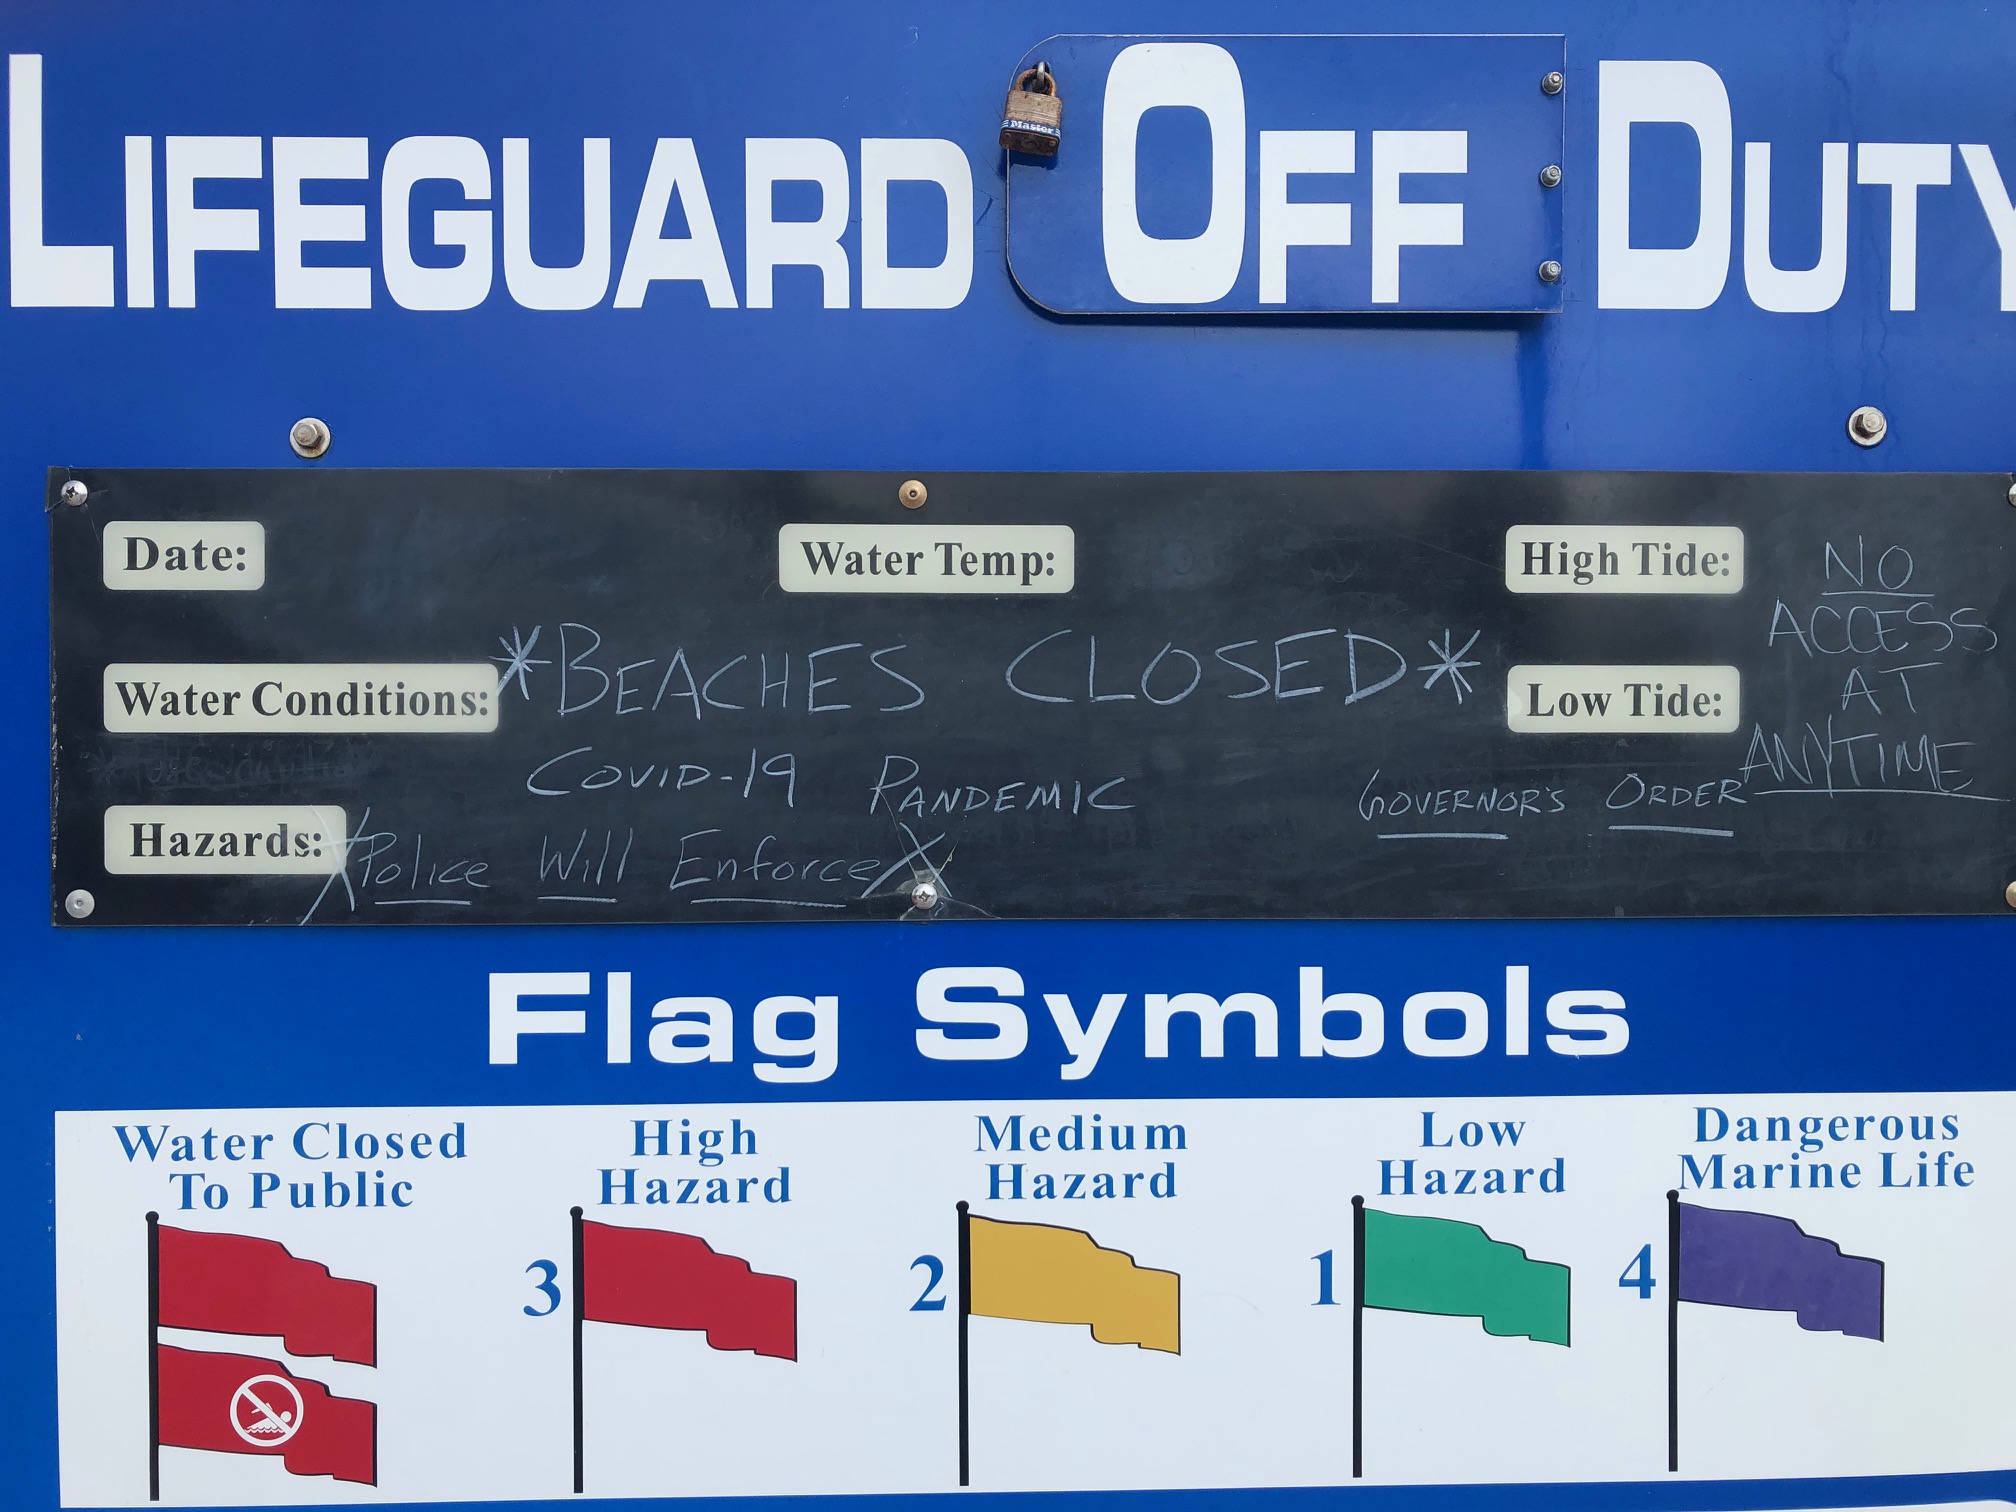 LIFEGUARD OFF DUTY
Master
Date:
Water Temp:
High Tide:
NO
ACCESS
AT
ANYTIME
Water Conditions:
*BEACHES CLOSED*
Low Tide:
COVID-19 PANDEMIC
GOVERNOR'S ORDER
Hazards:
Police Will Enforce
Flag Symbols
Water Closed
To Public
High
Hazard
3
Medium
Hazard
2
Low
Hazard
1
Dangerous
Marine Life
4